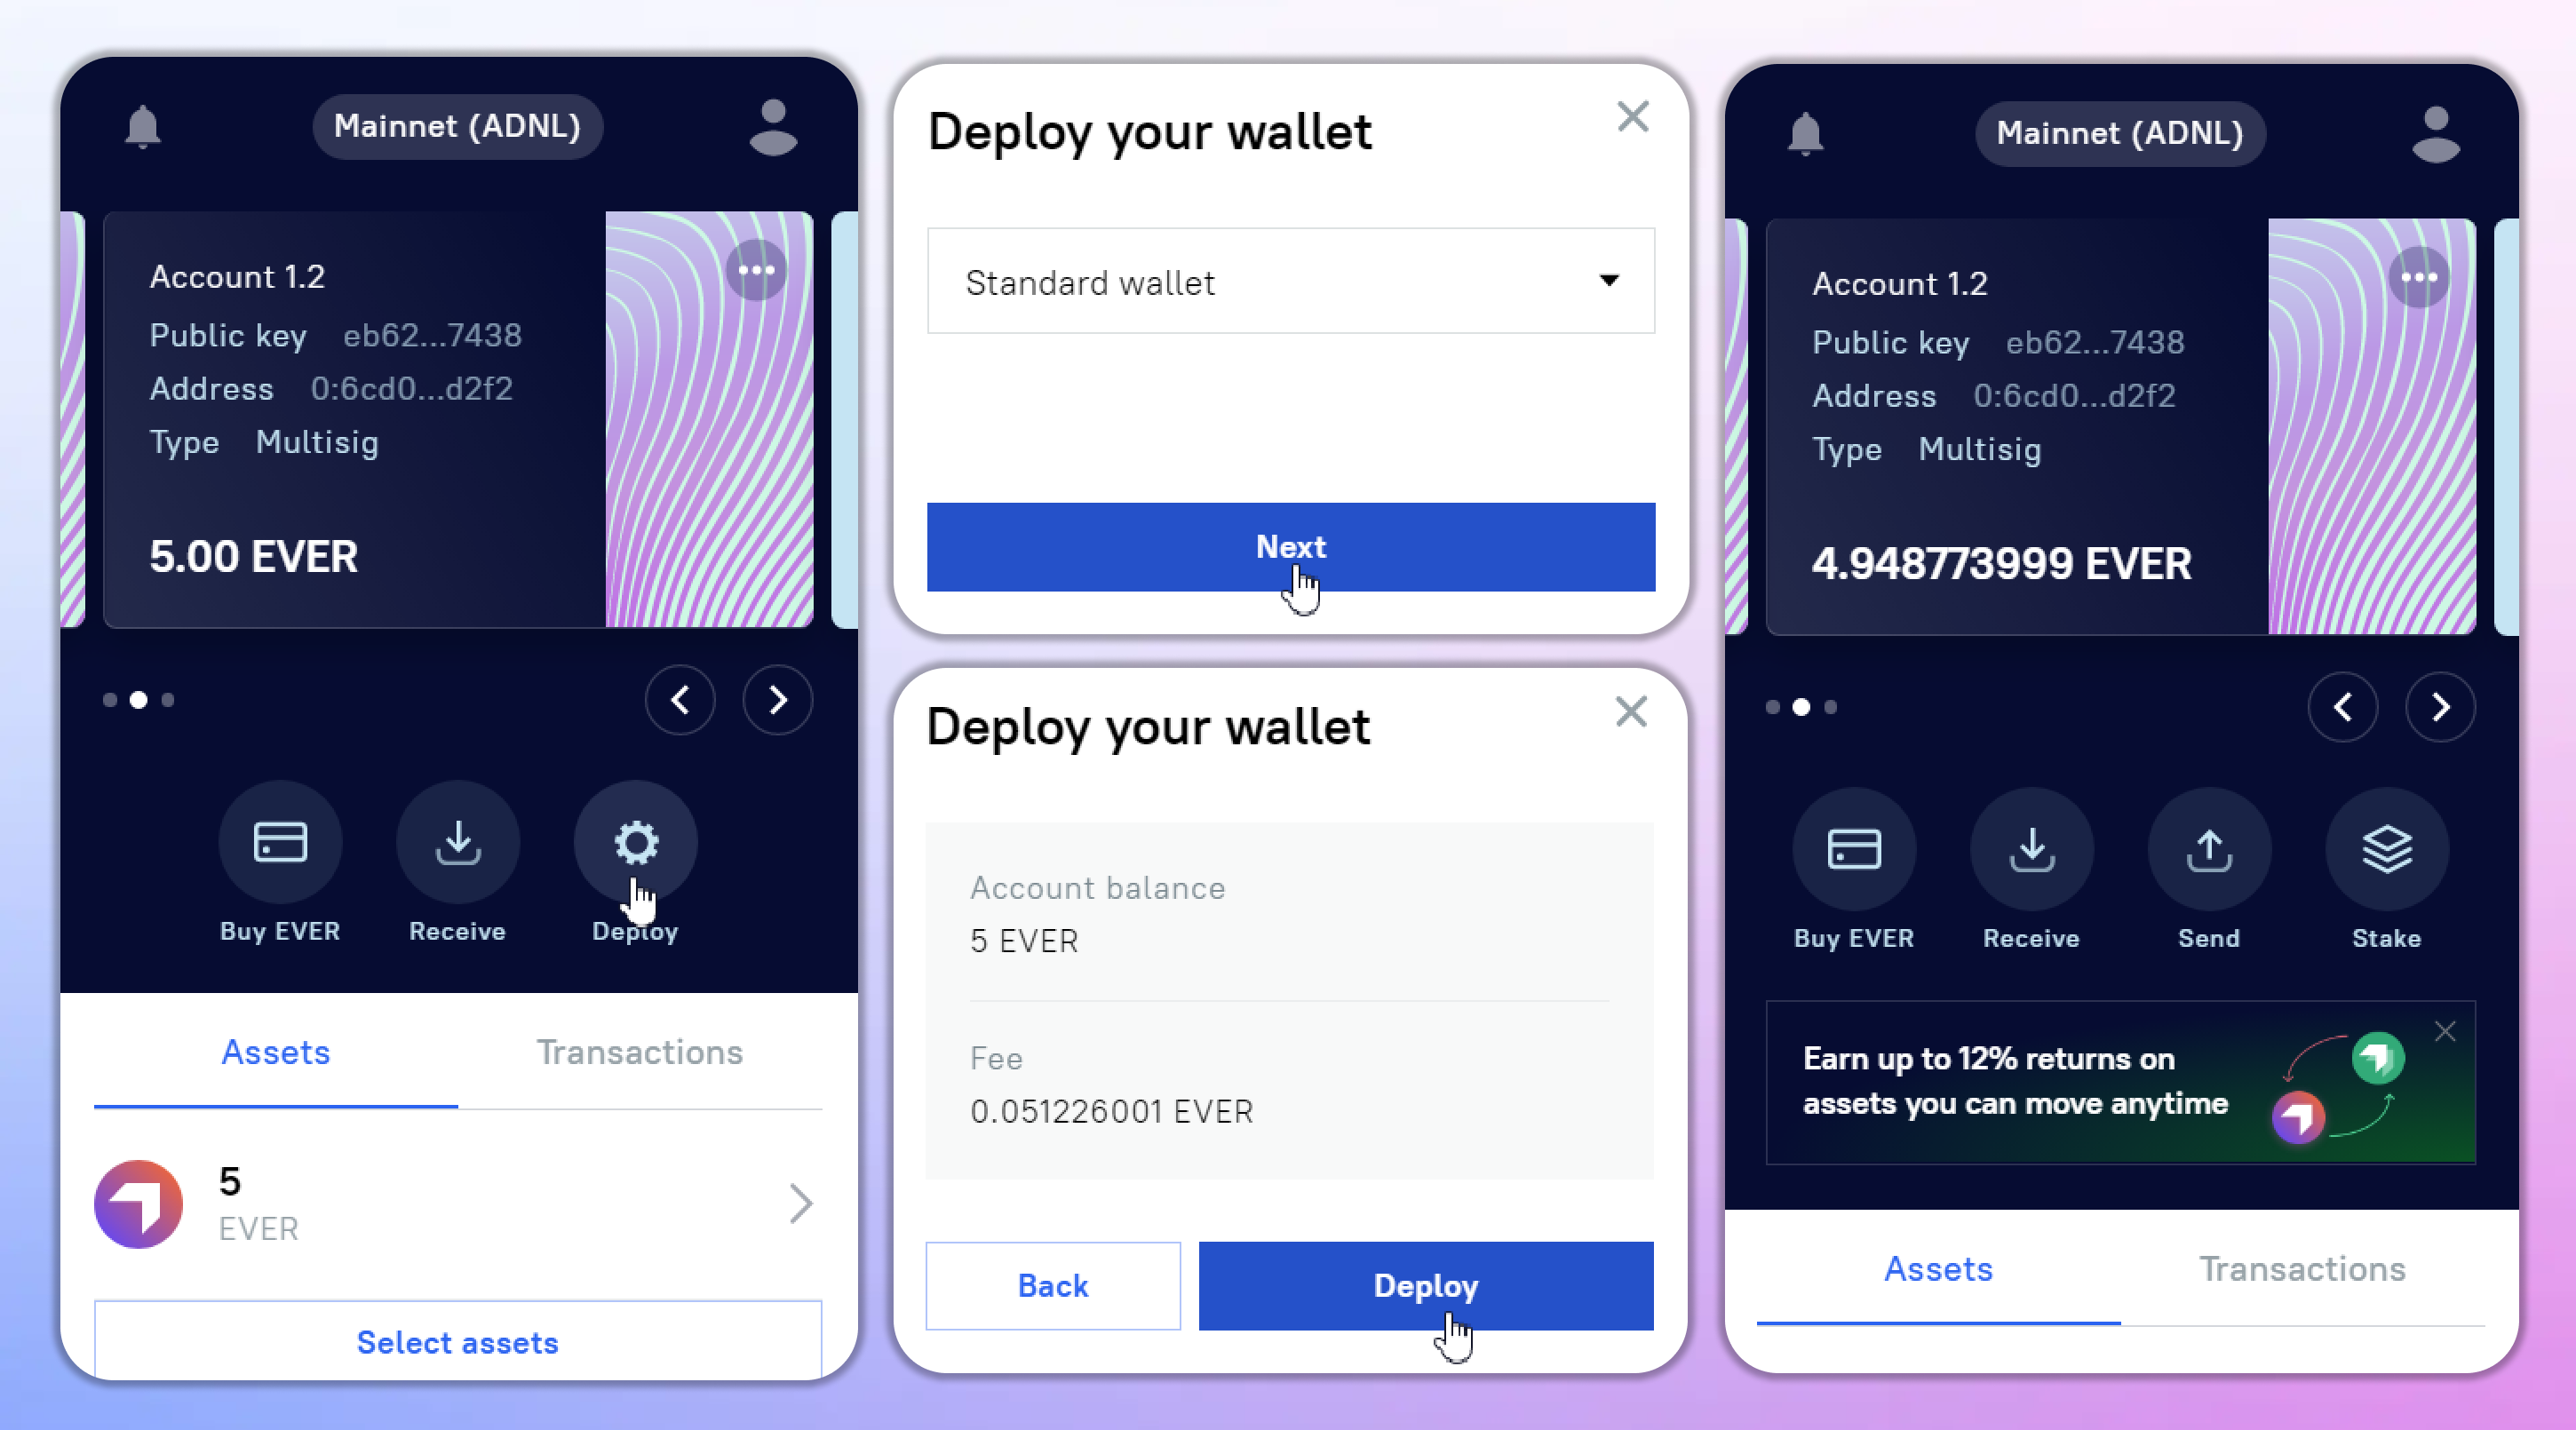 Mainnet (ADNL)
Account 1.2
Public key eb62...7438
Address 0:6cd0...d2f2
Type Multisig
5.00 EVER
Buy EVER
Receive
Deploy
Assets
Transactions
5
EVER
Select assets
Deploy your wallet
Standard wallet
Next
Deploy your wallet
Account balance
5 EVER
Fee
0.051226001 EVER
Back
Deploy
Mainnet (ADNL)
Account 1.2
Public key eb62...7438
Address 0:6cd0...d2f2
Type Multisig
4.948773999 EVER
Buy EVER
Receive
Send
Stake
Earn up to 12% returns on
assets you can move anytime
Assets
Transactions